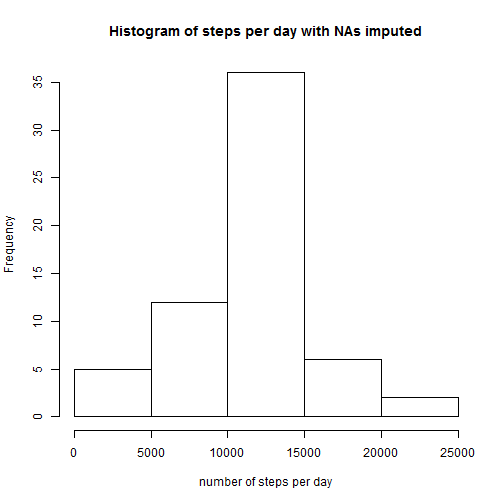 Histogram of steps per day with NAs imputed
Frequency
35
30
25
20
15
10
5
0
0 5000 10000 15000 20000 25000
number of steps per day